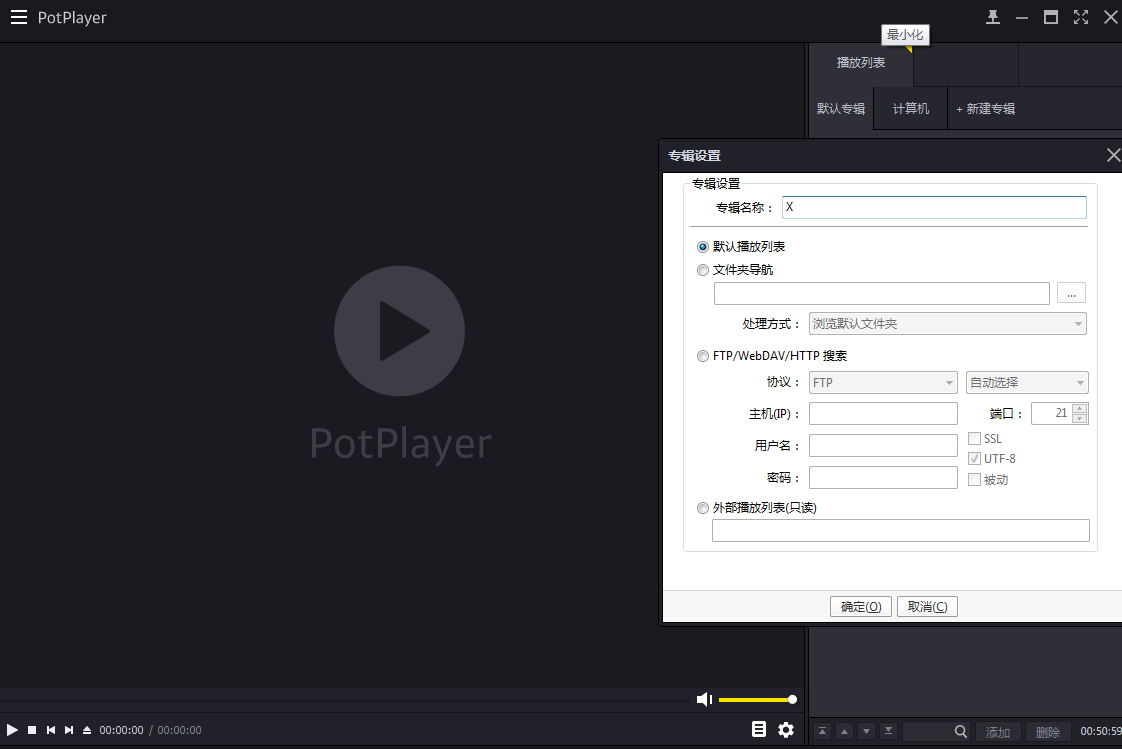 PotPlayer
最小化
播放列表
默认专辑 计算机 + 新建专辑
专辑设置
专辑设置
专辑名称： X
默认播放列表
文件夹导航
...
处理方式： 浏览默认文件夹
FTP/WebDAV/HTTP 搜索
协议： FTP 自动选择
主机(IP)： 端口： 21
用户名： SSL
UTF-8
密码： 被动
外部播放列表(只读)
确定(O) 取消(C)
PotPlayer
00:00:00 / 00:00:00
添加 删除 00:50:59